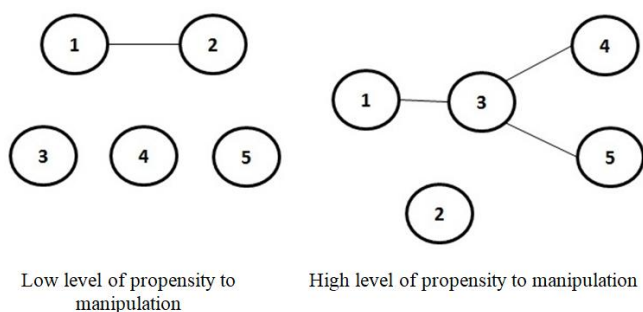 1 2
3 4 5
Low level of propensity to
manipulation
4
1 3
5
2
High level of propensity to manipulation